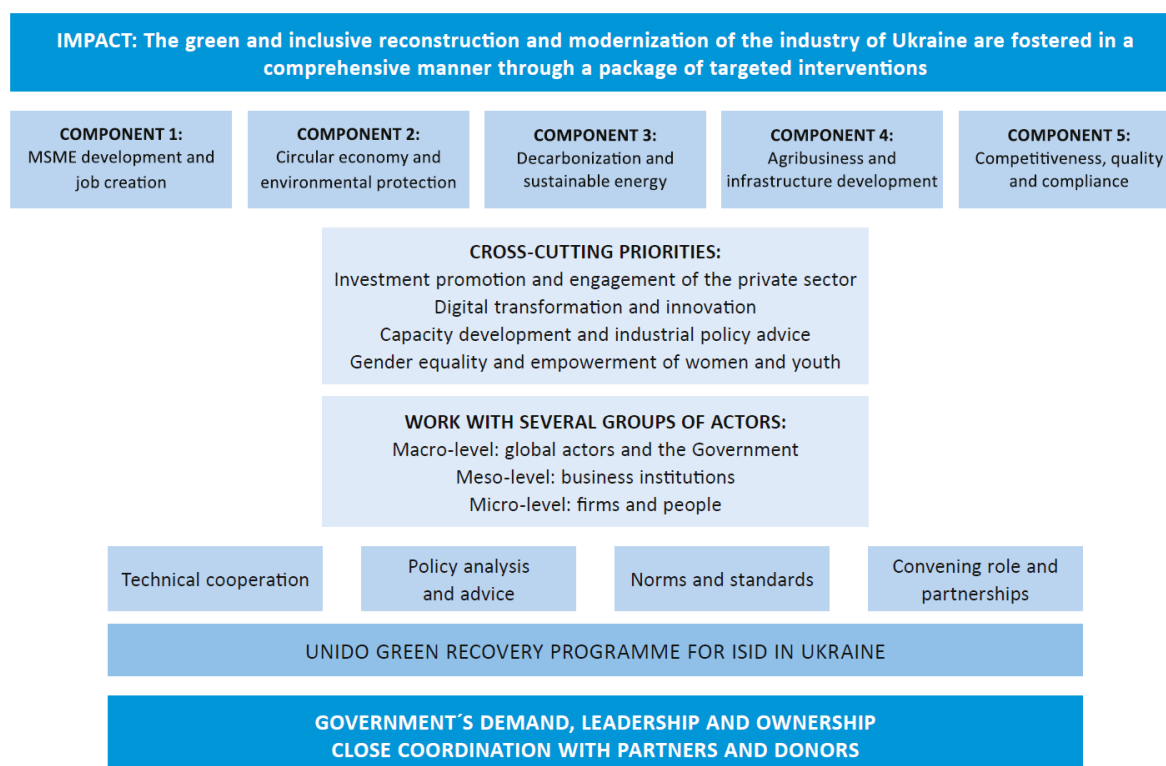 IMPACT: The green and inclusive reconstruction and modernization of the industry of Ukraine are fostered in a
comprehensive manner through a package of targeted interventions
COMPONENT 1:
MSME development and
job creation
COMPONENT 2:
Circular economy and
environmental protection
COMPONENT 3:
Decarbonization and
sustainable energy
COMPONENT 4:
Agribusiness and
infrastructure development
COMPONENT 5:
Competitiveness, quality
and compliance
CROSS-CUTTING PRIORITIES:
Investment promotion and engagement of the private sector
Digital transformation and innovation
Capacity development and industrial policy advice
Gender equality and empowerment of women and youth
WORK WITH SEVERAL GROUPS OF ACTORS:
Macro-level: global actors and the Government
Meso-level: business institutions
Micro-level: firms and people
Technical cooperation
Policy analysis
and advice
Norms and standards
Convening role and
partnerships
UNIDO GREEN RECOVERY PROGRAMME FOR ISID IN UKRAINE
GOVERNMENT´S DEMAND, LEADERSHIP AND OWNERSHIP
CLOSE COORDINATION WITH PARTNERS AND DONORS